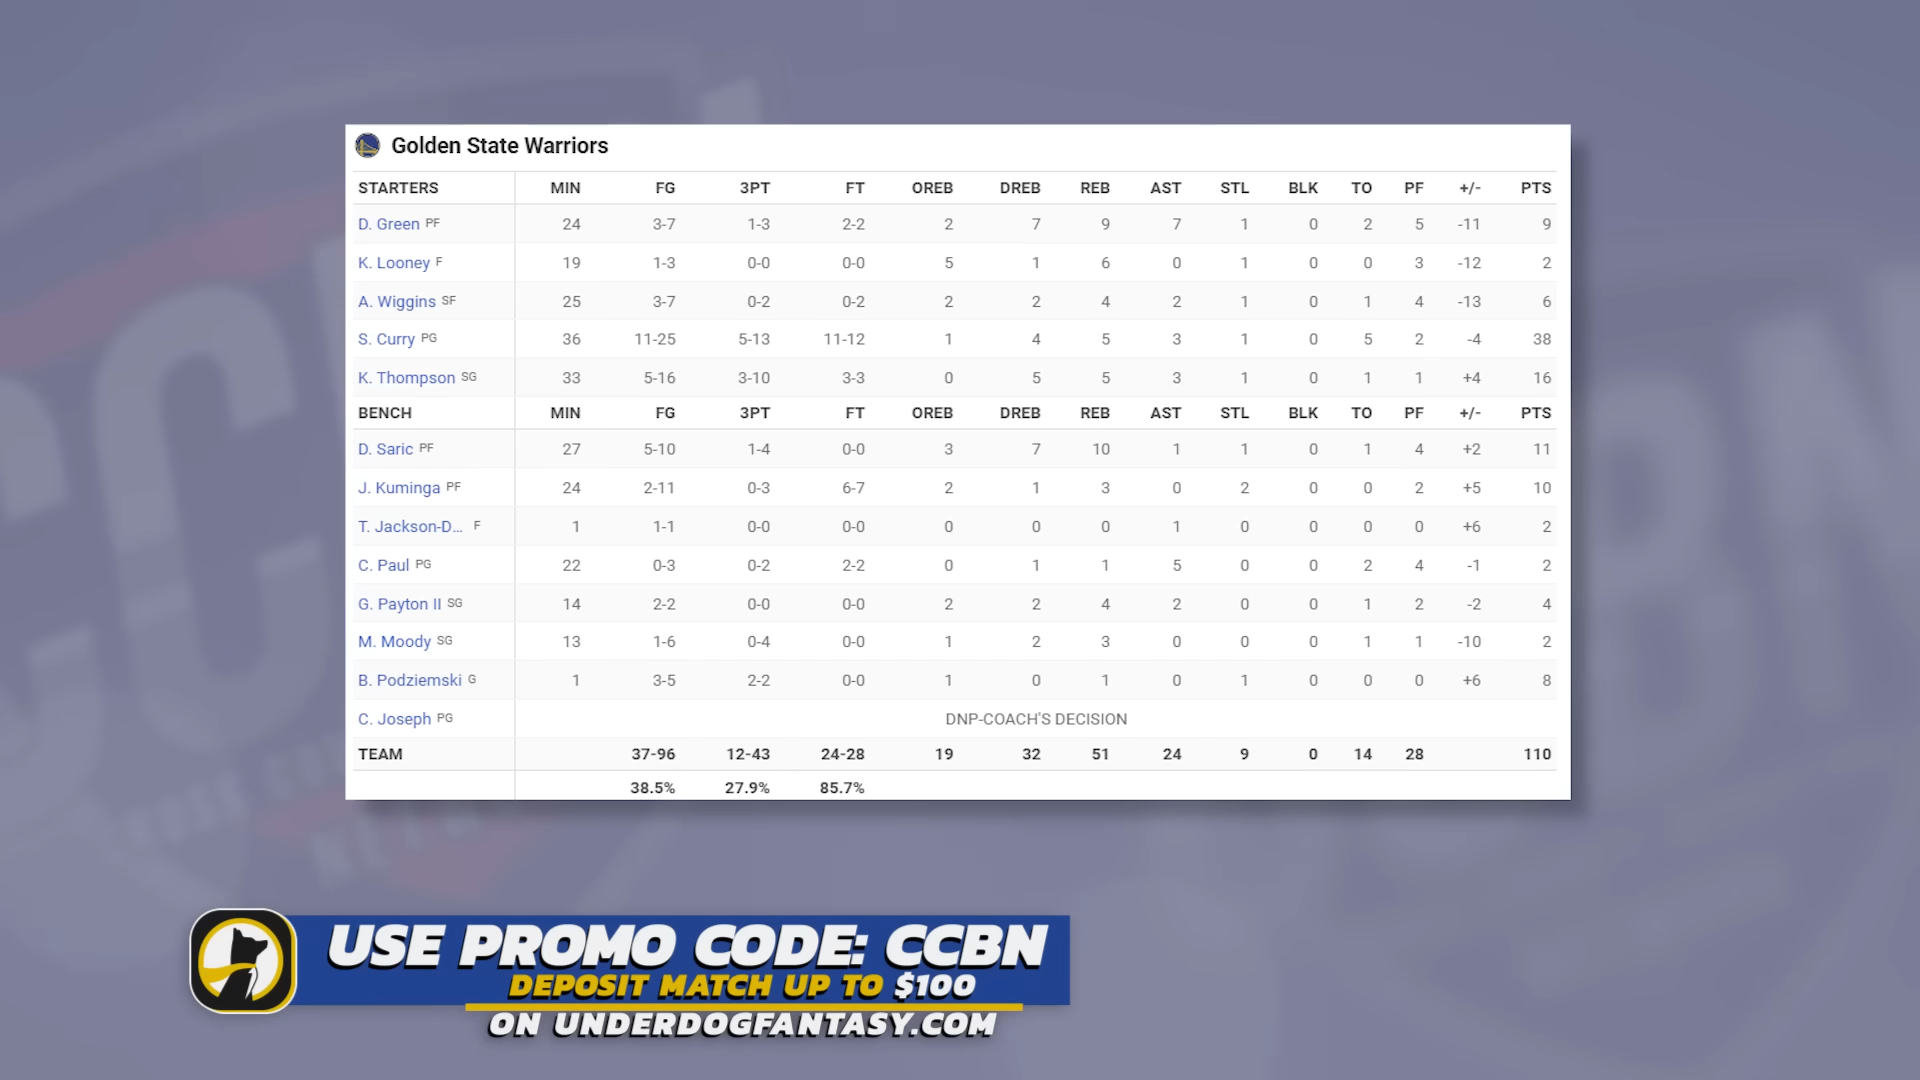 Golden State Warriors
STARTERS MIN FG 3PT FT OREB DREB REB AST STL BLK TO PF +/- PTS
D. Green PF 24 3-7 1-3 2-2 2 7 9 7 1 0 2 5 -11 9
K. Looney F 19 1-3 0-0 0-0 5 1 6 0 1 0 0 3 -12 2
A. Wiggins SF 25 3-7 0-2 0-2 2 2 4 2 1 0 1 4 -13 6
S. Curry PG 36 11-25 5-13 11-12 1 4 5 3 1 0 5 2 -4 38
K. Thompson SG 33 5-16 3-10 3-3 0 5 5 3 1 0 1 1 +4 16
BENCH MIN FG 3PT FT OREB DREB REB AST STL BLK TO PF +/- PTS
D. Saric PF 27 5-10 1-4 0-0 3 7 10 1 1 0 1 4 +2 11
J. Kuminga PF 24 2-11 0-3 6-7 2 1 3 0 2 0 0 2 +5 10
T. Jackson-D... F 1 1-1 0-0 0-0 0 0 0 1 0 0 0 0 +6 2
C. Paul PG 22 0-3 0-2 2-2 0 1 1 5 0 0 2 4 -1 2
G. Payton II SG 14 2-2 0-0 0-0 2 2 4 2 0 0 1 2 -2 4
M. Moody SG 13 1-6 0-4 0-0 1 2 3 0 0 0 1 1 -10 2
B. Podziemski G 1 3-5 2-2 0-0 1 0 1 0 1 0 0 0 +6 8
C. Joseph PG DNP-COACH'S DECISION
TEAM 37-96 12-43 24-28 19 32 51 24 9 0 14 28 110
38.5% 27.9% 85.7%
USE PROMO CODE: CCBN
DEPOSIT MATCH UP TO $100
ON UNDERDOGFANTASY.COM